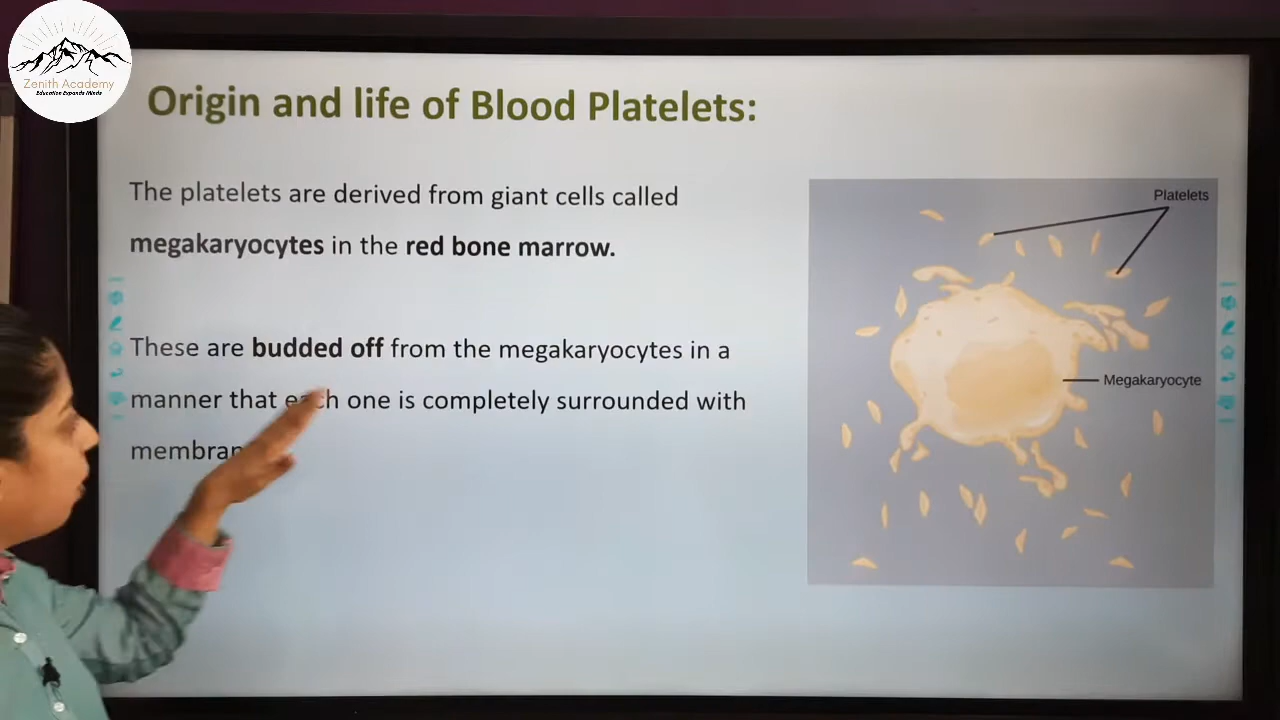 Zenith Academy
Education Expands Minds
Origin and life of Blood Platelets:
The platelets are derived from giant cells called
megakaryocytes in the red bone marrow.
These are budded off from the megakaryocytes in a
manner that each one is completely surrounded with
Platelets
Megakaryocyte